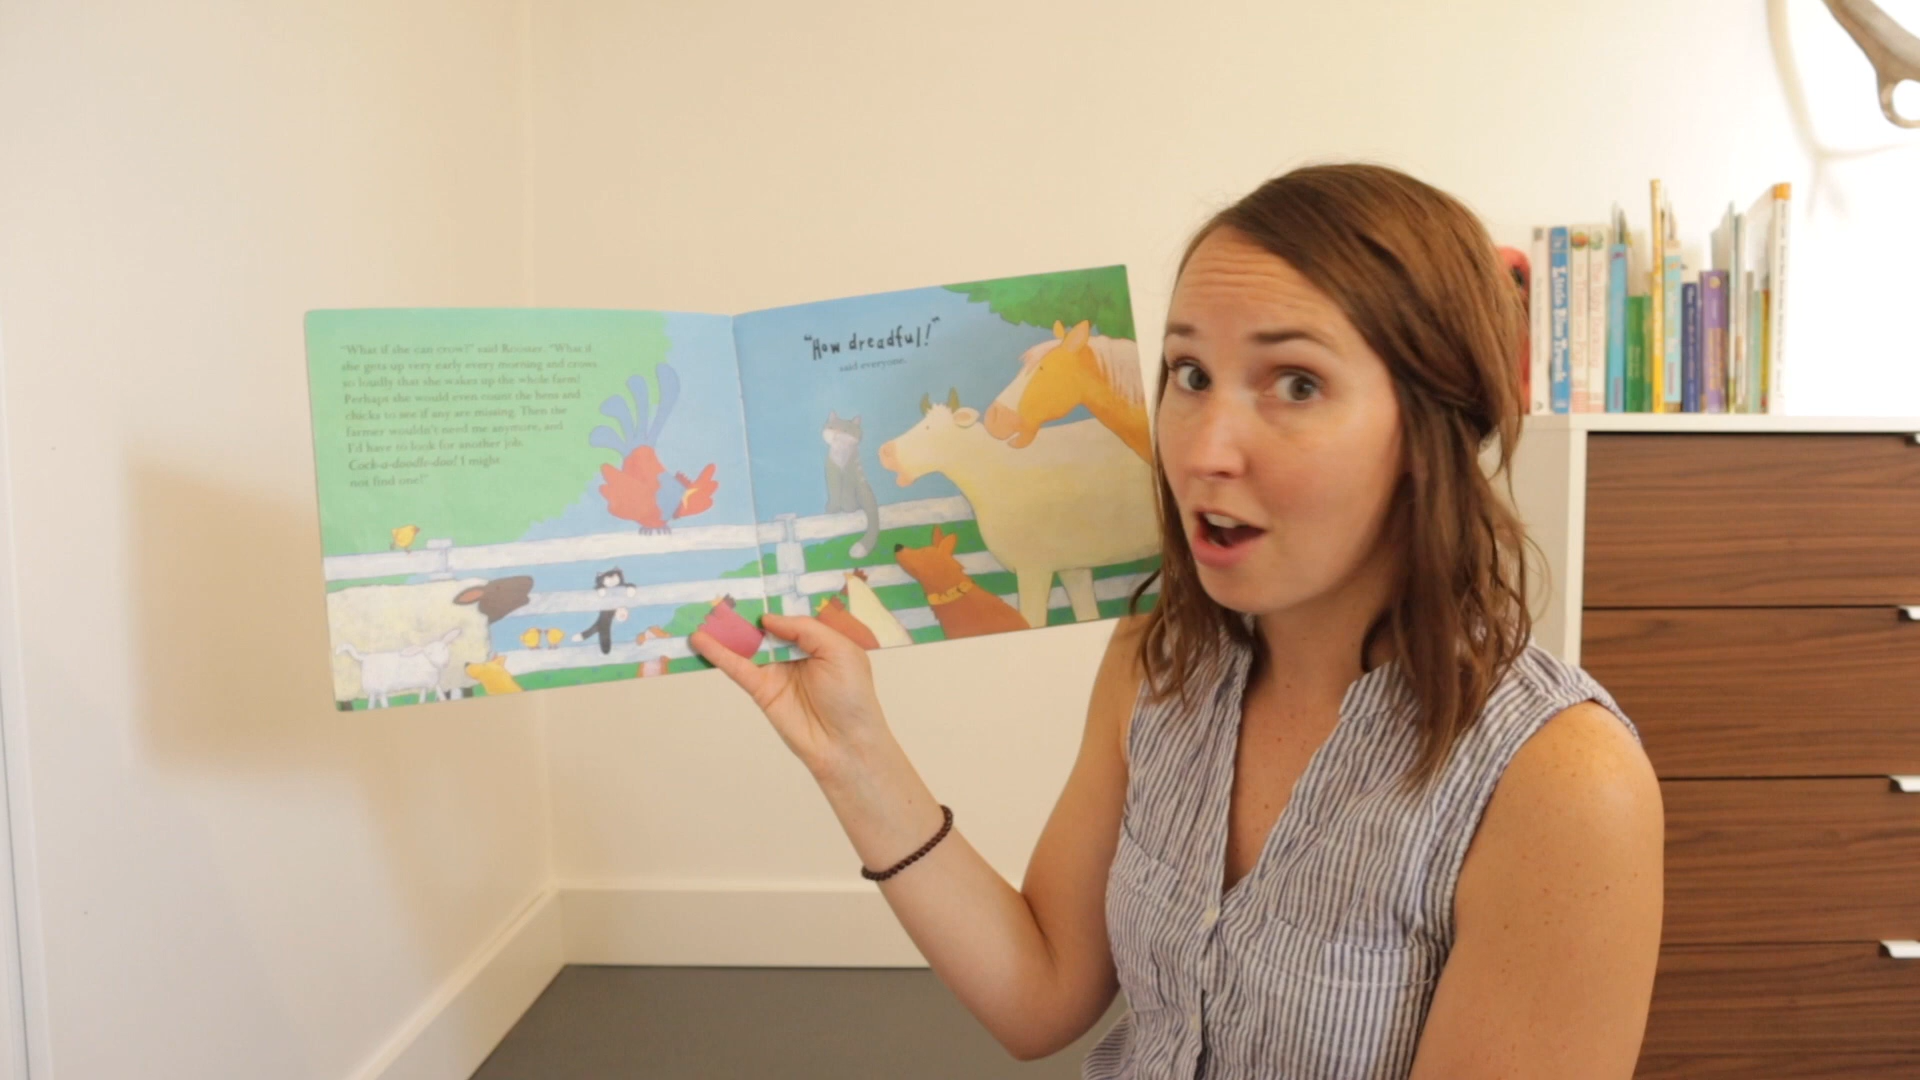 "What if she can crow?" said Rooster. "What if
she gets up very early every morning and crows
so loudly that she wakes up the whole farm?
Perhaps she would even count the hens and
chicks to see if any are missing. Then the
farmer wouldn't need me anymore, and
I'd have to look for another job.
Cock-a-doodle-doo! I might
not find one!"
"How dreadful!"
said everyone.
Little Blue Truck